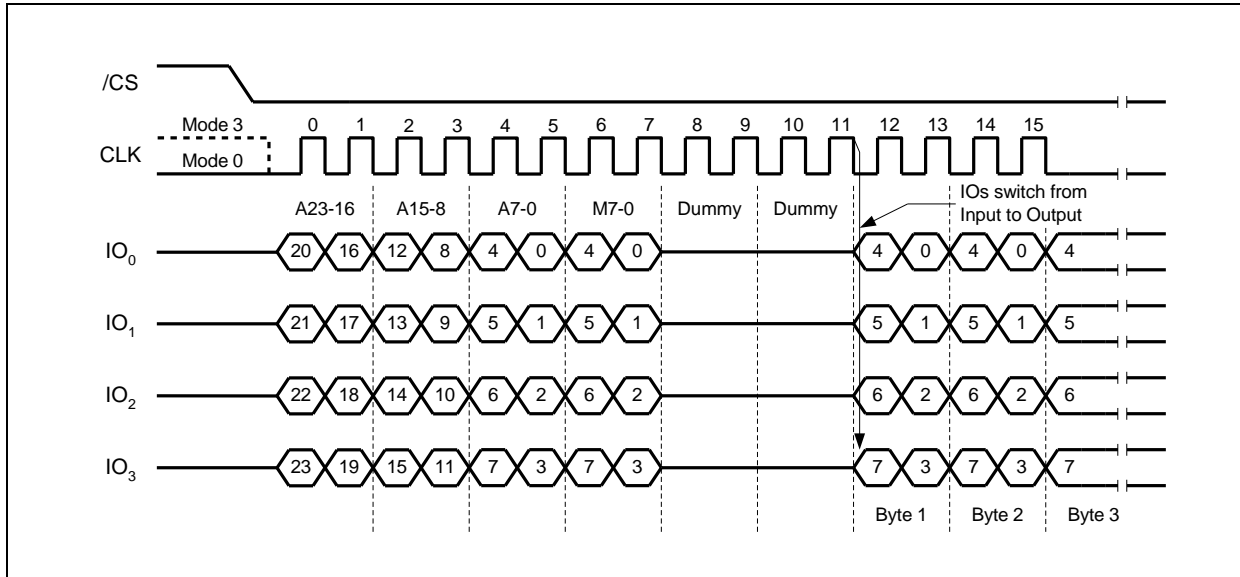 /CS
Mode 3 0 1 2 3 4 5 6 7 8 9 10 11 12 13 14 15
CLK
Mode 0
A23-16 A15-8 A7-0 M7-0 Dummy Dummy
IOs switch from
Input to Output
IO0 20 16 12 8 4 0 4 0 4 0 4 0 4
IO1 21 17 13 9 5 1 5 1 5 1 5 1 5
IO2 22 18 14 10 6 2 6 2 6 2 6 2 6
IO3 23 19 15 11 7 3 7 3 7 3 7 3 7
Byte 1 Byte 2 Byte 3